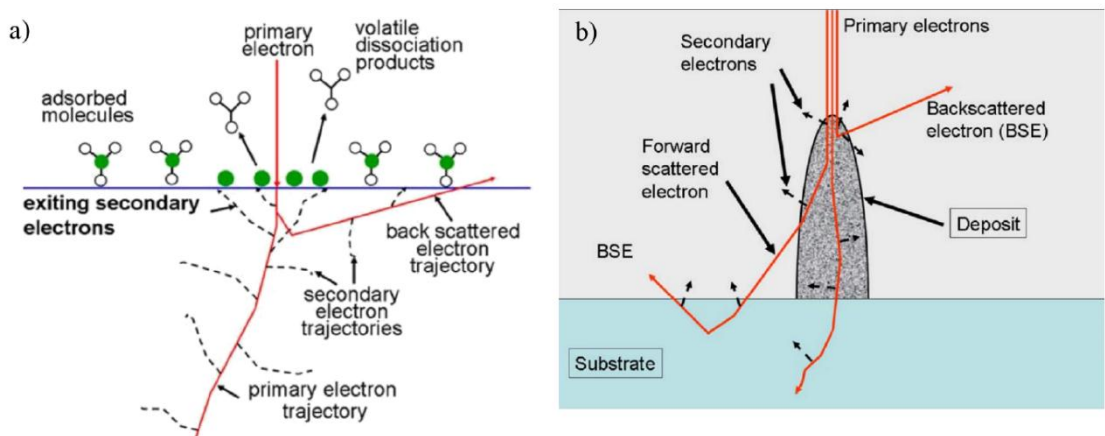 a)
primary
electron
volatile
dissociation
products
adsorbed
molecules
exiting secondary
electrons
back scattered
electron
trajectory
secondary
electron
trajectories
primary electron
trajectory
b)
Primary electrons
Secondary
electrons
Backscattered
electron (BSE)
Forward
scattered
electron
Deposit
BSE
Substrate